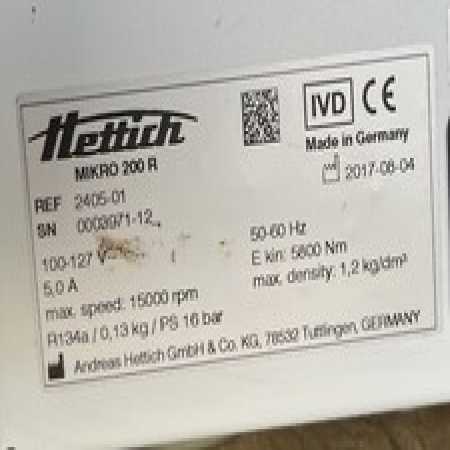 Hettich
MIKRO 200 R
IVD CE
Made in Germany
2017-08-04
REF 2405-01
SN 0003071-12
100-127 V
50-60 Hz
5,0 A
E kin: 5800 Nm
max. speed: 15000 rpm
max. density: 1,2 kg/dm³
R134a / 0,13 kg / PS 16 bar
Andreas Hettich GmbH & Co. KG, 78532 Tuttlingen, GERMANY